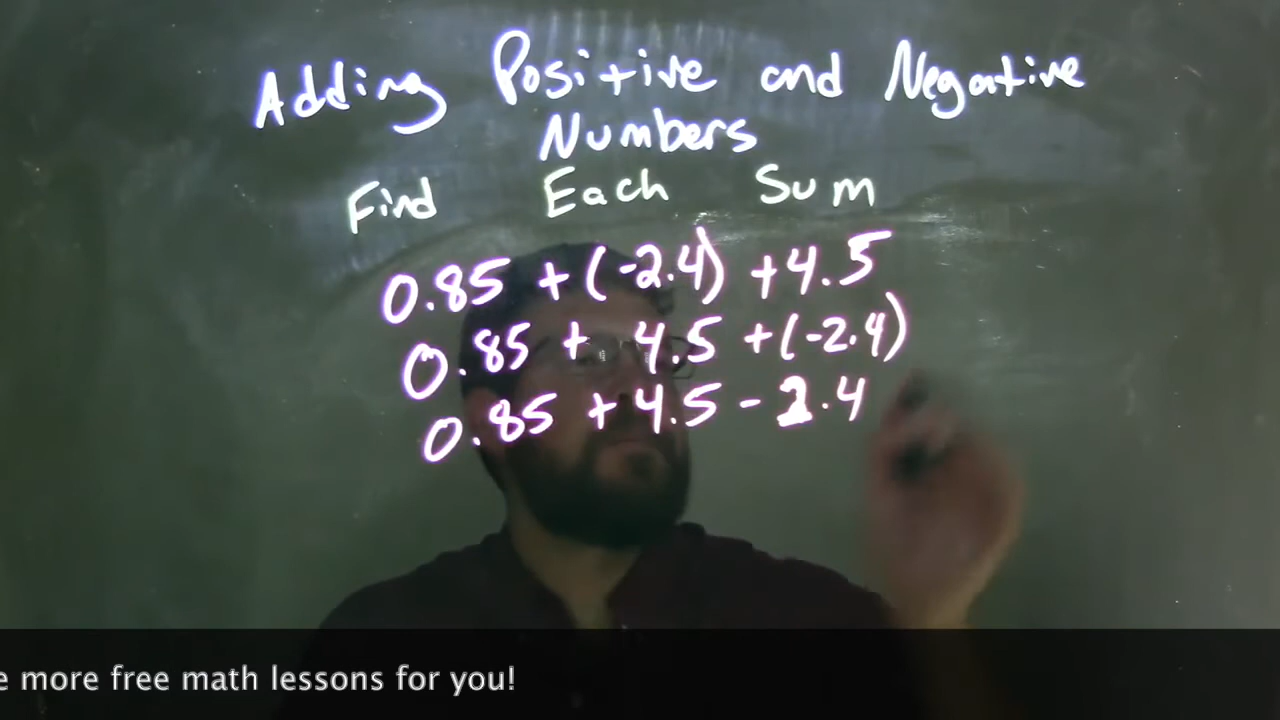 Adding Positive and Negative
Numbers
Find Each Sum
0.85 + (-2.4) + 4.5
0.85 + 4.5 + (-2.4)
0.85 + 4.5 - 2.4
more free math lessons for you!